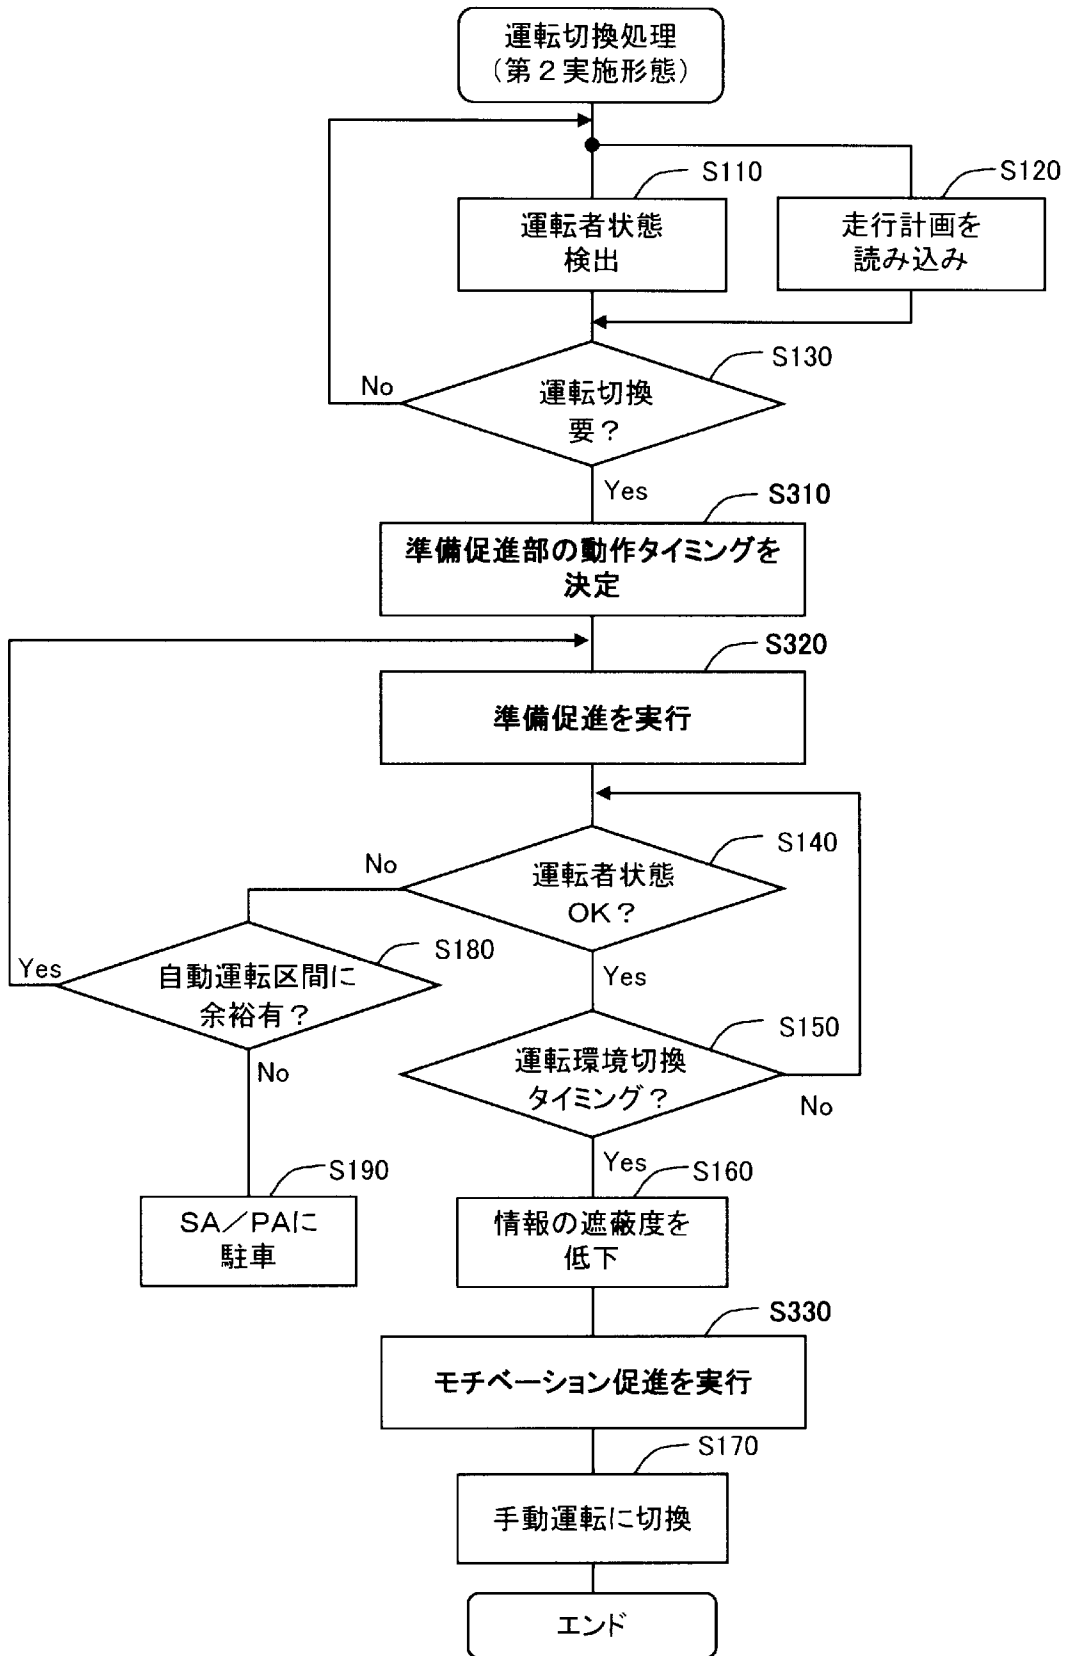 運転切換処理
（第２実施形態）
S110
S120
運転者状態
検出
走行計画を
読み込み
S130
No
運転切換
要？
Yes
S310
準備促進部の動作タイミングを
決定
S320
準備促進を実行
S140
No
運転者状態
OK？
S180
Yes
自動運転区間に
余裕有？
Yes
S150
運転環境切換
タイミング？
No
No
Yes
S160
S190
SA／PAに
駐車
情報の遮蔽度を
低下
S330
モチベーション促進を実行
S170
手動運転に切換
エンド